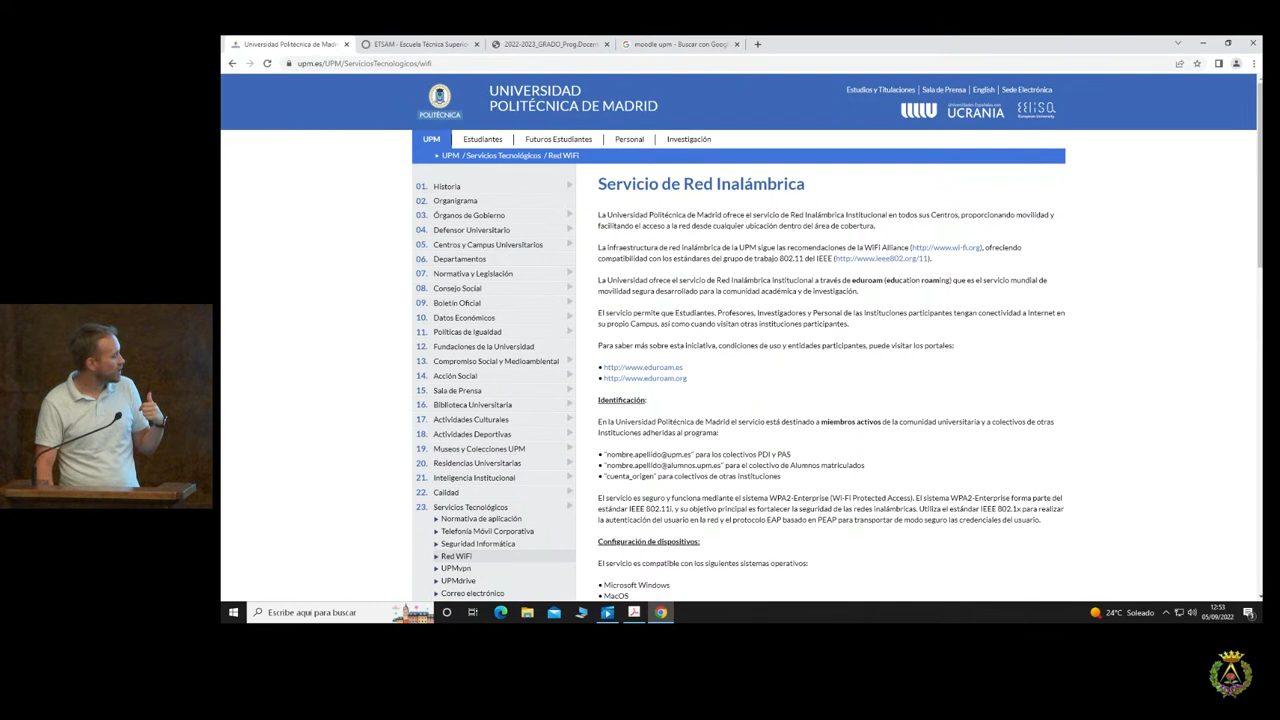 Universidad Politécnica de Madri
ETSAM - Escuela Técnica Superio
2022-2023_GRADO_Prog.Docent
moodle upm - Buscar con Goog
upm.es/UPM/ServiciosTecnologicos/wifi
POLITÉCNICA
UNIVERSIDAD
POLITÉCNICA DE MADRID
Estudios y Titulaciones | Sala de Prensa | English | Sede Electrónica
UCRANIA
UPM
Estudiantes
Futuros Estudiantes
Personal
Investigación
UPM / Servicios Tecnológicos / Red WiFi
01. Historia
02. Organigrama
03. Órganos de Gobierno
04. Defensor Universitario
05. Centros y Campus Universitarios
06. Departamentos
07. Normativa y Legislación
08. Consejo Social
09. Boletín Oficial
10. Datos Económicos
11. Políticas de Igualdad
12. Fundaciones de la Universidad
13. Compromiso Social y Medioambiental
14. Acción Social
15. Sala de Prensa
16. Biblioteca Universitaria
17. Actividades Culturales
18. Actividades Deportivas
19. Museos y Colecciones UPM
20. Residencias Universitarias
21. Inteligencia Institucional
22. Calidad
23. Servicios Tecnológicos
Normativa de aplicación
Telefonía Móvil Corporativa
Seguridad Informática
Red WiFi
UPMvpn
UPMdrive
Correo electrónico
Servicio de Red Inalámbrica
La Universidad Politécnica de Madrid ofrece el servicio de Red Inalámbrica Institucional en todos sus Centros, proporcionando movilidad y
facilitando el acceso a la red desde cualquier ubicación dentro del área de cobertura.
La infraestructura de red inalámbrica de la UPM sigue las recomendaciones de la WiFi Alliance (http://www.wi-fi.org), ofreciendo
compatibilidad con los estándares del grupo de trabajo 802.11 del IEEE (http://www.ieee802.org/11).
La Universidad ofrece el servicio de Red Inalámbrica Institucional a través de eduroam (education roaming) que es el servicio mundial de
movilidad segura desarrollado para la comunidad académica y de investigación.
El servicio permite que Estudiantes, Profesores, Investigadores y Personal de las Instituciones participantes tengan conectividad a Internet en
su propio Campus, así como cuando visitan otras instituciones participantes.
Para saber más sobre esta iniciativa, condiciones de uso y entidades participantes, puede visitar los portales:
• http://www.eduroam.es
• http://www.eduroam.org
Identificación:
En la Universidad Politécnica de Madrid el servicio está destinado a miembros activos de la comunidad universitaria y a colectivos de otras
Instituciones adheridas al programa:
• "nombre.apellido@upm.es" para los colectivos PDI y PAS
• "nombre.apellido@alumnos.upm.es" para el colectivo de Alumnos matriculados
• "cuenta_origen" para colectivos de otras Instituciones
El servicio es seguro y funciona mediante el sistema WPA2-Enterprise (Wi-Fi Protected Access). El sistema WPA2-Enterprise forma parte del
estándar IEEE 802.11i, y su objetivo principal es fortalecer la seguridad de las redes inalámbricas. Utiliza el estándar IEEE 802.1x para realizar
la autenticación del usuario en la red y el protocolo EAP basado en PEAP para transportar de modo seguro las credenciales del usuario.
Configuración de dispositivos:
El servicio es compatible con los siguientes sistemas operativos:
• Microsoft Windows
• MacOS
Escribe aquí para buscar
24°C Soleado
12:53
05/09/2022